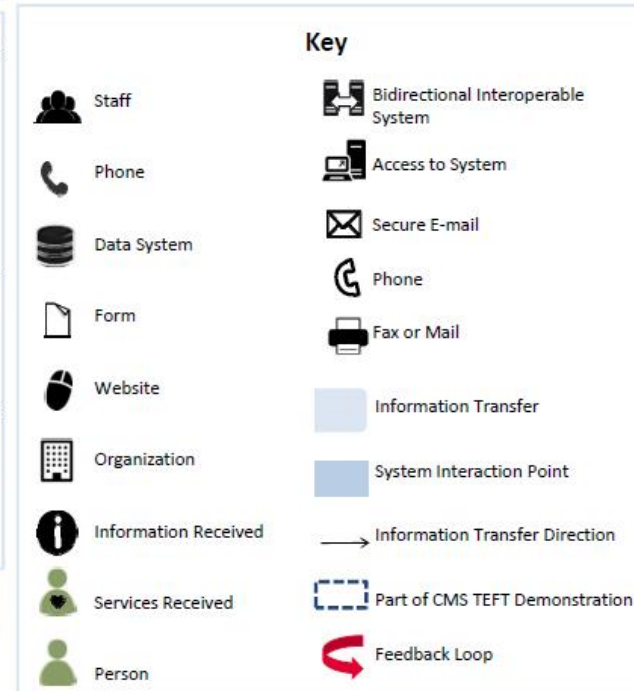 Key
Staff
Phone
Data System
Form
Website
Organization
Information Received
Services Received
Person
Bidirectional Interoperable
System
Access to System
Secure E-mail
Phone
Fax or Mail
Information Transfer
System Interaction Point
Information Transfer Direction
Part of CMS TEFT Demonstration
Feedback Loop